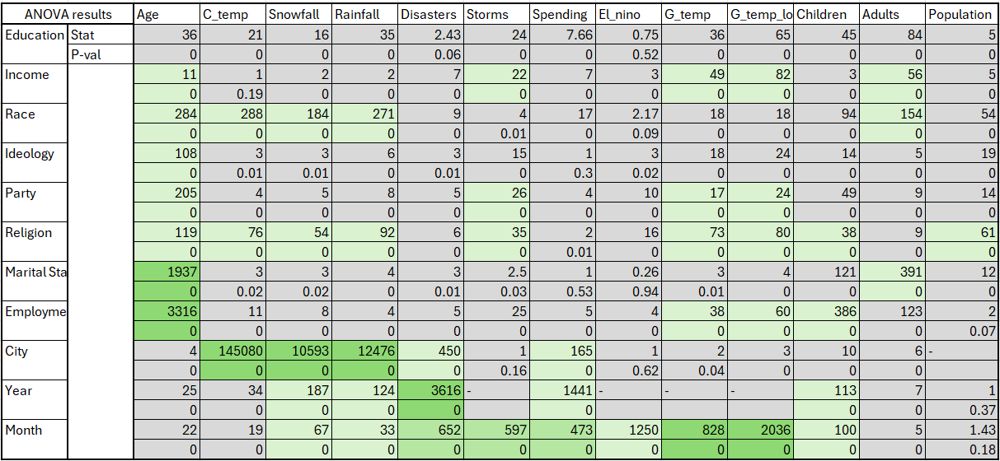 ANOVA results Age C_temp Snowfall Rainfall Disasters Storms Spending El_nino G_temp G_temp_lo Children Adults Population
Education Stat 36 21 16 35 2.43 24 7.66 0.75 36 65 45 84 5
P-val 0 0 0 0 0.06 0 0 0.52 0 0 0 0 0
Income 11 1 2 2 7 22 7 3 49 82 3 56 5
0 0.19 0 0 0 0 0 0 0 0 0 0 0
Race 284 288 184 271 9 4 17 2.17 18 18 94 154 54
0 0 0 0 0 0.01 0 0.09 0 0 0 0 0
Ideology 108 3 3 6 3 15 1 3 18 24 14 5 19
0 0.01 0.01 0 0.01 0 0.3 0.02 0 0 0 0 0
Party 205 4 5 8 5 26 4 10 17 24 49 9 14
0 0 0 0 0 0 0 0 0 0 0 0 0
Religion 119 76 54 92 6 35 2 16 73 80 38 9 61
0 0 0 0 0 0 0.01 0 0 0 0 0 0
Marital Sta 1937 3 3 4 3 2.5 1 0.26 3 4 121 391 12
0 0.02 0.02 0 0.01 0.03 0.53 0.94 0.01 0 0 0 0
Employme 3316 11 8 4 5 25 5 4 38 60 386 123 2
0 0 0 0 0 0 0 0 0 0 0 0 0.07
City 4 145080 10593 12476 450 1 165 1 2 3 10 6 -
0 0 0 0 0 0.16 0 0.62 0.04 0 0 0
Year 25 34 187 124 3616 - 1441 - - - 113 7 1
0 0 0 0 0 0 0 0 0.37
Month 22 19 67 33 652 597 473 1250 828 2036 100 5 1.43
0 0 0 0 0 0 0 0 0 0 0 0 0.18